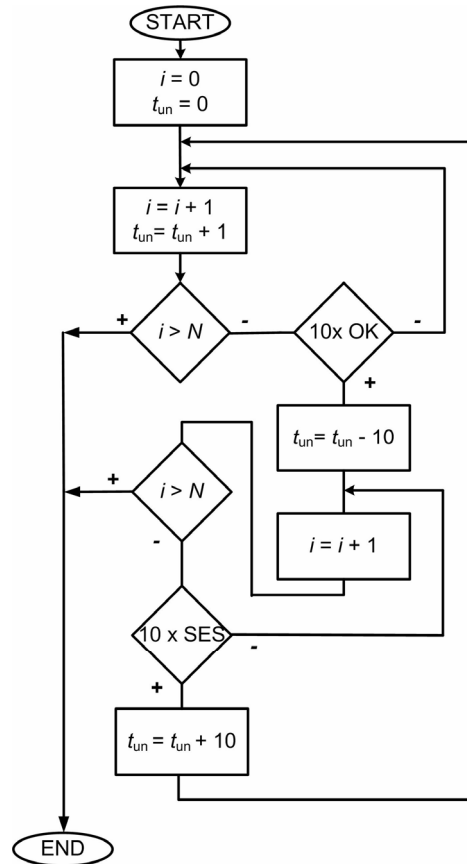 START
i = 0
t_un = 0
i = i + 1
t_un= t_un + 1
+
i > N
-
10x OK
-
+
t_un= t_un - 10
+
i > N
-
i = i + 1
10 x SES
-
+
t_un = t_un + 10
END